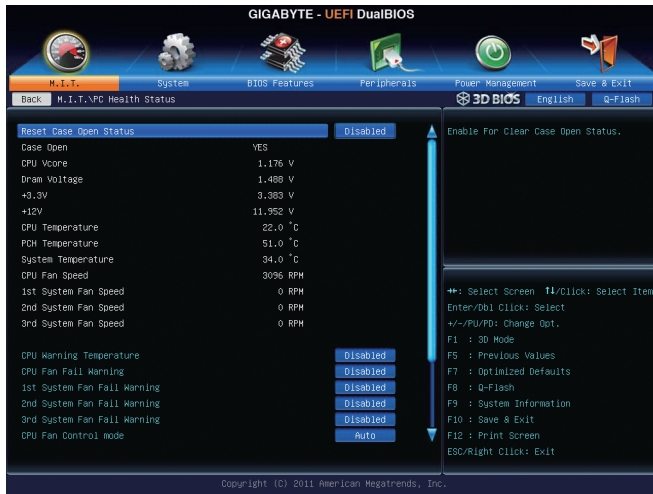 GIGABYTE - UEFI DualBIOS
M.I.T. System BIOS Features Peripherals Power Management Save & Exit
Back M.I.T.\PC Health Status 3D BIOS English Q-Flash
Reset Case Open Status Disabled
Case Open YES
CPU Vcore 1.176 V
Dram Voltage 1.488 V
+3.3V 3.383 V
+12V 11.952 V
CPU Temperature 22.0 °C
PCH Temperature 51.0 °C
System Temperature 34.0 °C
CPU Fan Speed 3096 RPM
1st System Fan Speed 0 RPM
2nd System Fan Speed 0 RPM
3rd System Fan Speed 0 RPM
CPU Warning Temperature Disabled
CPU Fan Fail Warning Disabled
1st System Fan Fail Warning Disabled
2nd System Fan Fail Warning Disabled
3rd System Fan Fail Warning Disabled
CPU Fan Control mode Auto
Enable For Clear Case Open Status.
→←: Select Screen ↑↓/Click: Select Item
Enter/Dbl Click: Select
+/-/PU/PD: Change Opt.
F1 : 3D Mode
F5 : Previous Values
F7 : Optimized Defaults
F8 : Q-Flash
F9 : System Information
F10 : Save & Exit
F12 : Print Screen
ESC/Right Click: Exit
Copyright (C) 2011 American Megatrends, Inc.